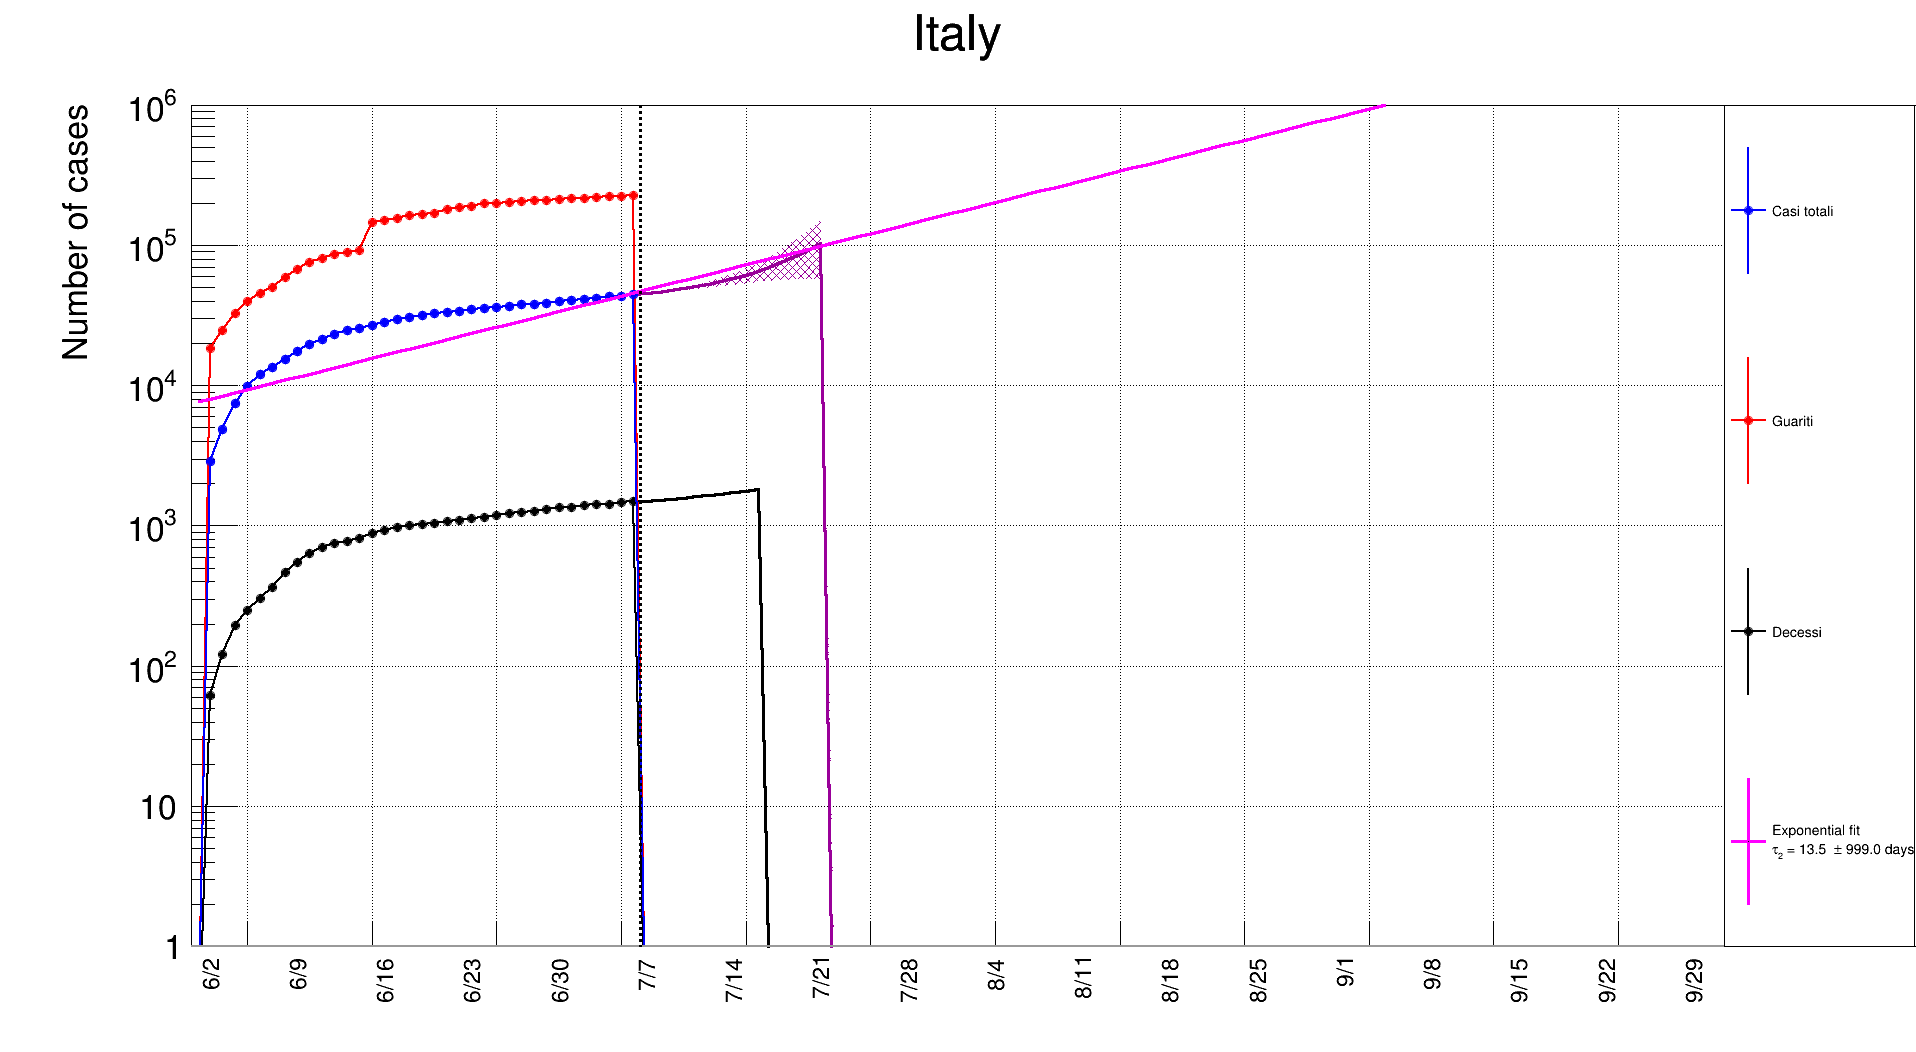 Italy
Number of cases
10^6
10^5
10^4
10^3
10^2
10
1
6/2 6/9 6/16 6/23 6/30 7/7 7/14 7/21 7/28 8/4 8/11 8/18 8/25 9/1 9/8 9/15 9/22 9/29
Casi totali
Guariti
Decessi
Exponential fit
τ_2 = 13.5 ± 999.0 days